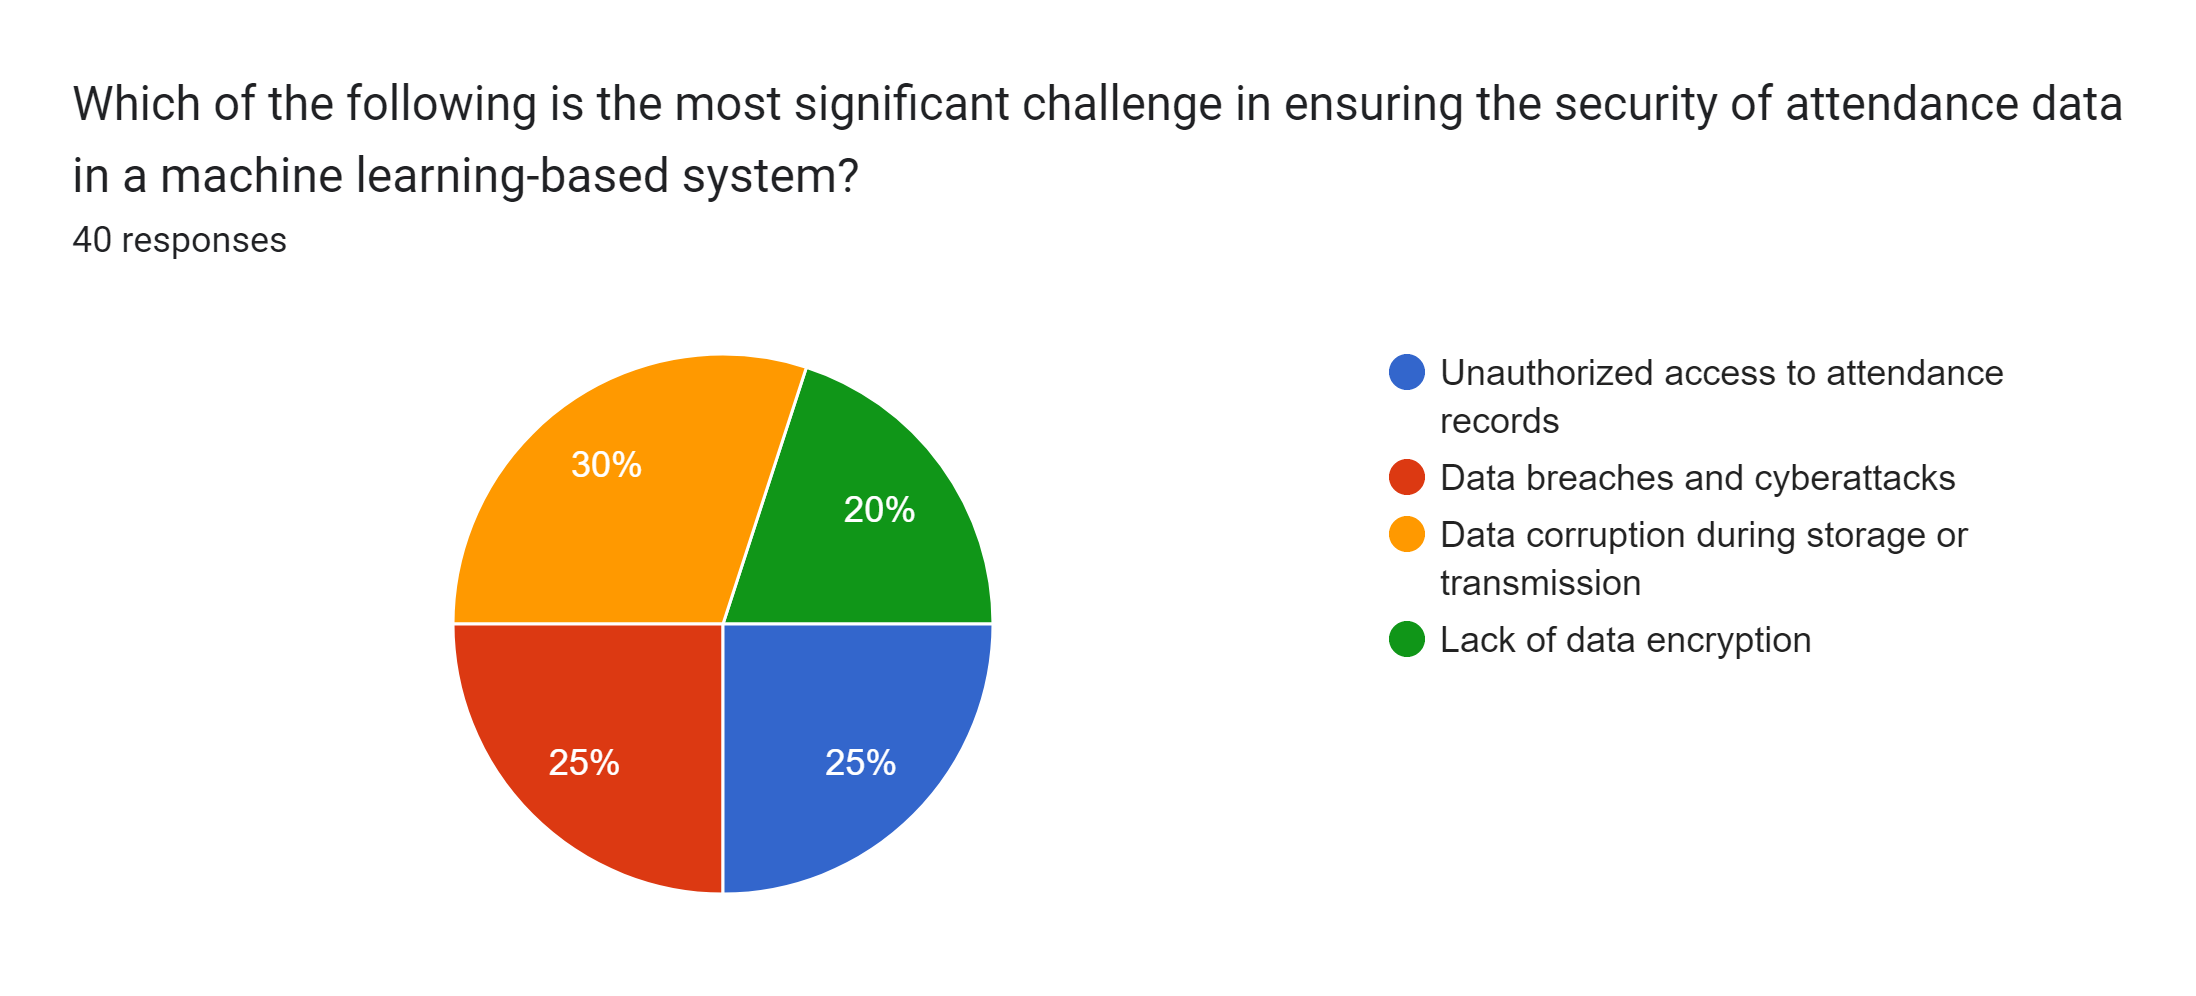 Which of the following is the most significant challenge in ensuring the security of attendance data
in a machine learning-based system?
40 responses
30%
20%
25%
25%
Unauthorized access to attendance
records
Data breaches and cyberattacks
Data corruption during storage or
transmission
Lack of data encryption